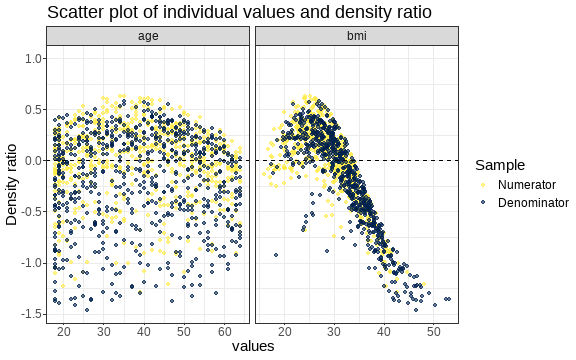 Scatter plot of individual values and density ratio
age bmi
1.0
0.5
0.0
-0.5
-1.0
-1.5
Density ratio
20 30 40 50 60 20 30 40 50
values
Sample
Numerator
Denominator